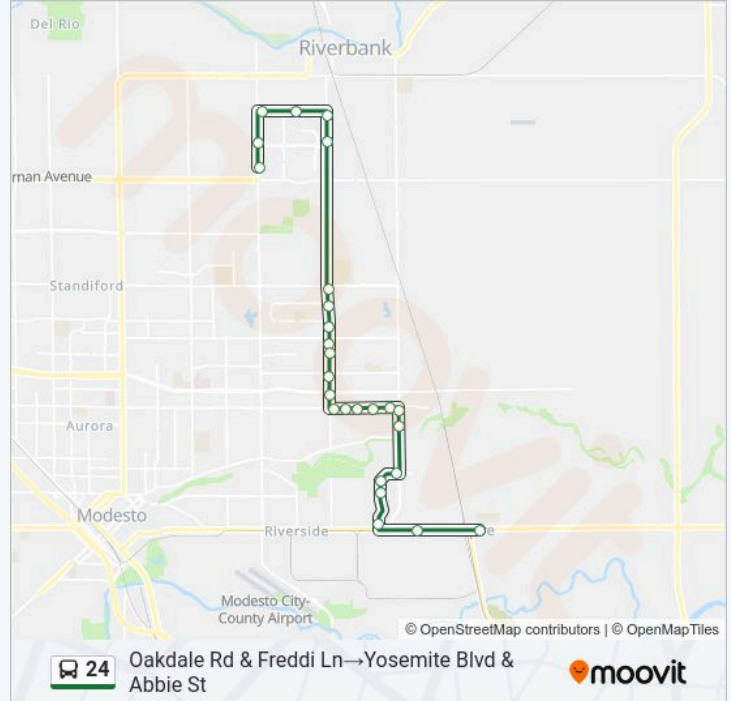 Del Rio
Riverbank
rnan Avenue
Standiford
Aurora
Modesto
Riverside
e
Modesto City-
County Airport
moovit
© OpenStreetMap contributors | © OpenMapTiles
24
Oakdale Rd & Freddi Ln→Yosemite Blvd &
Abbie St
moovit